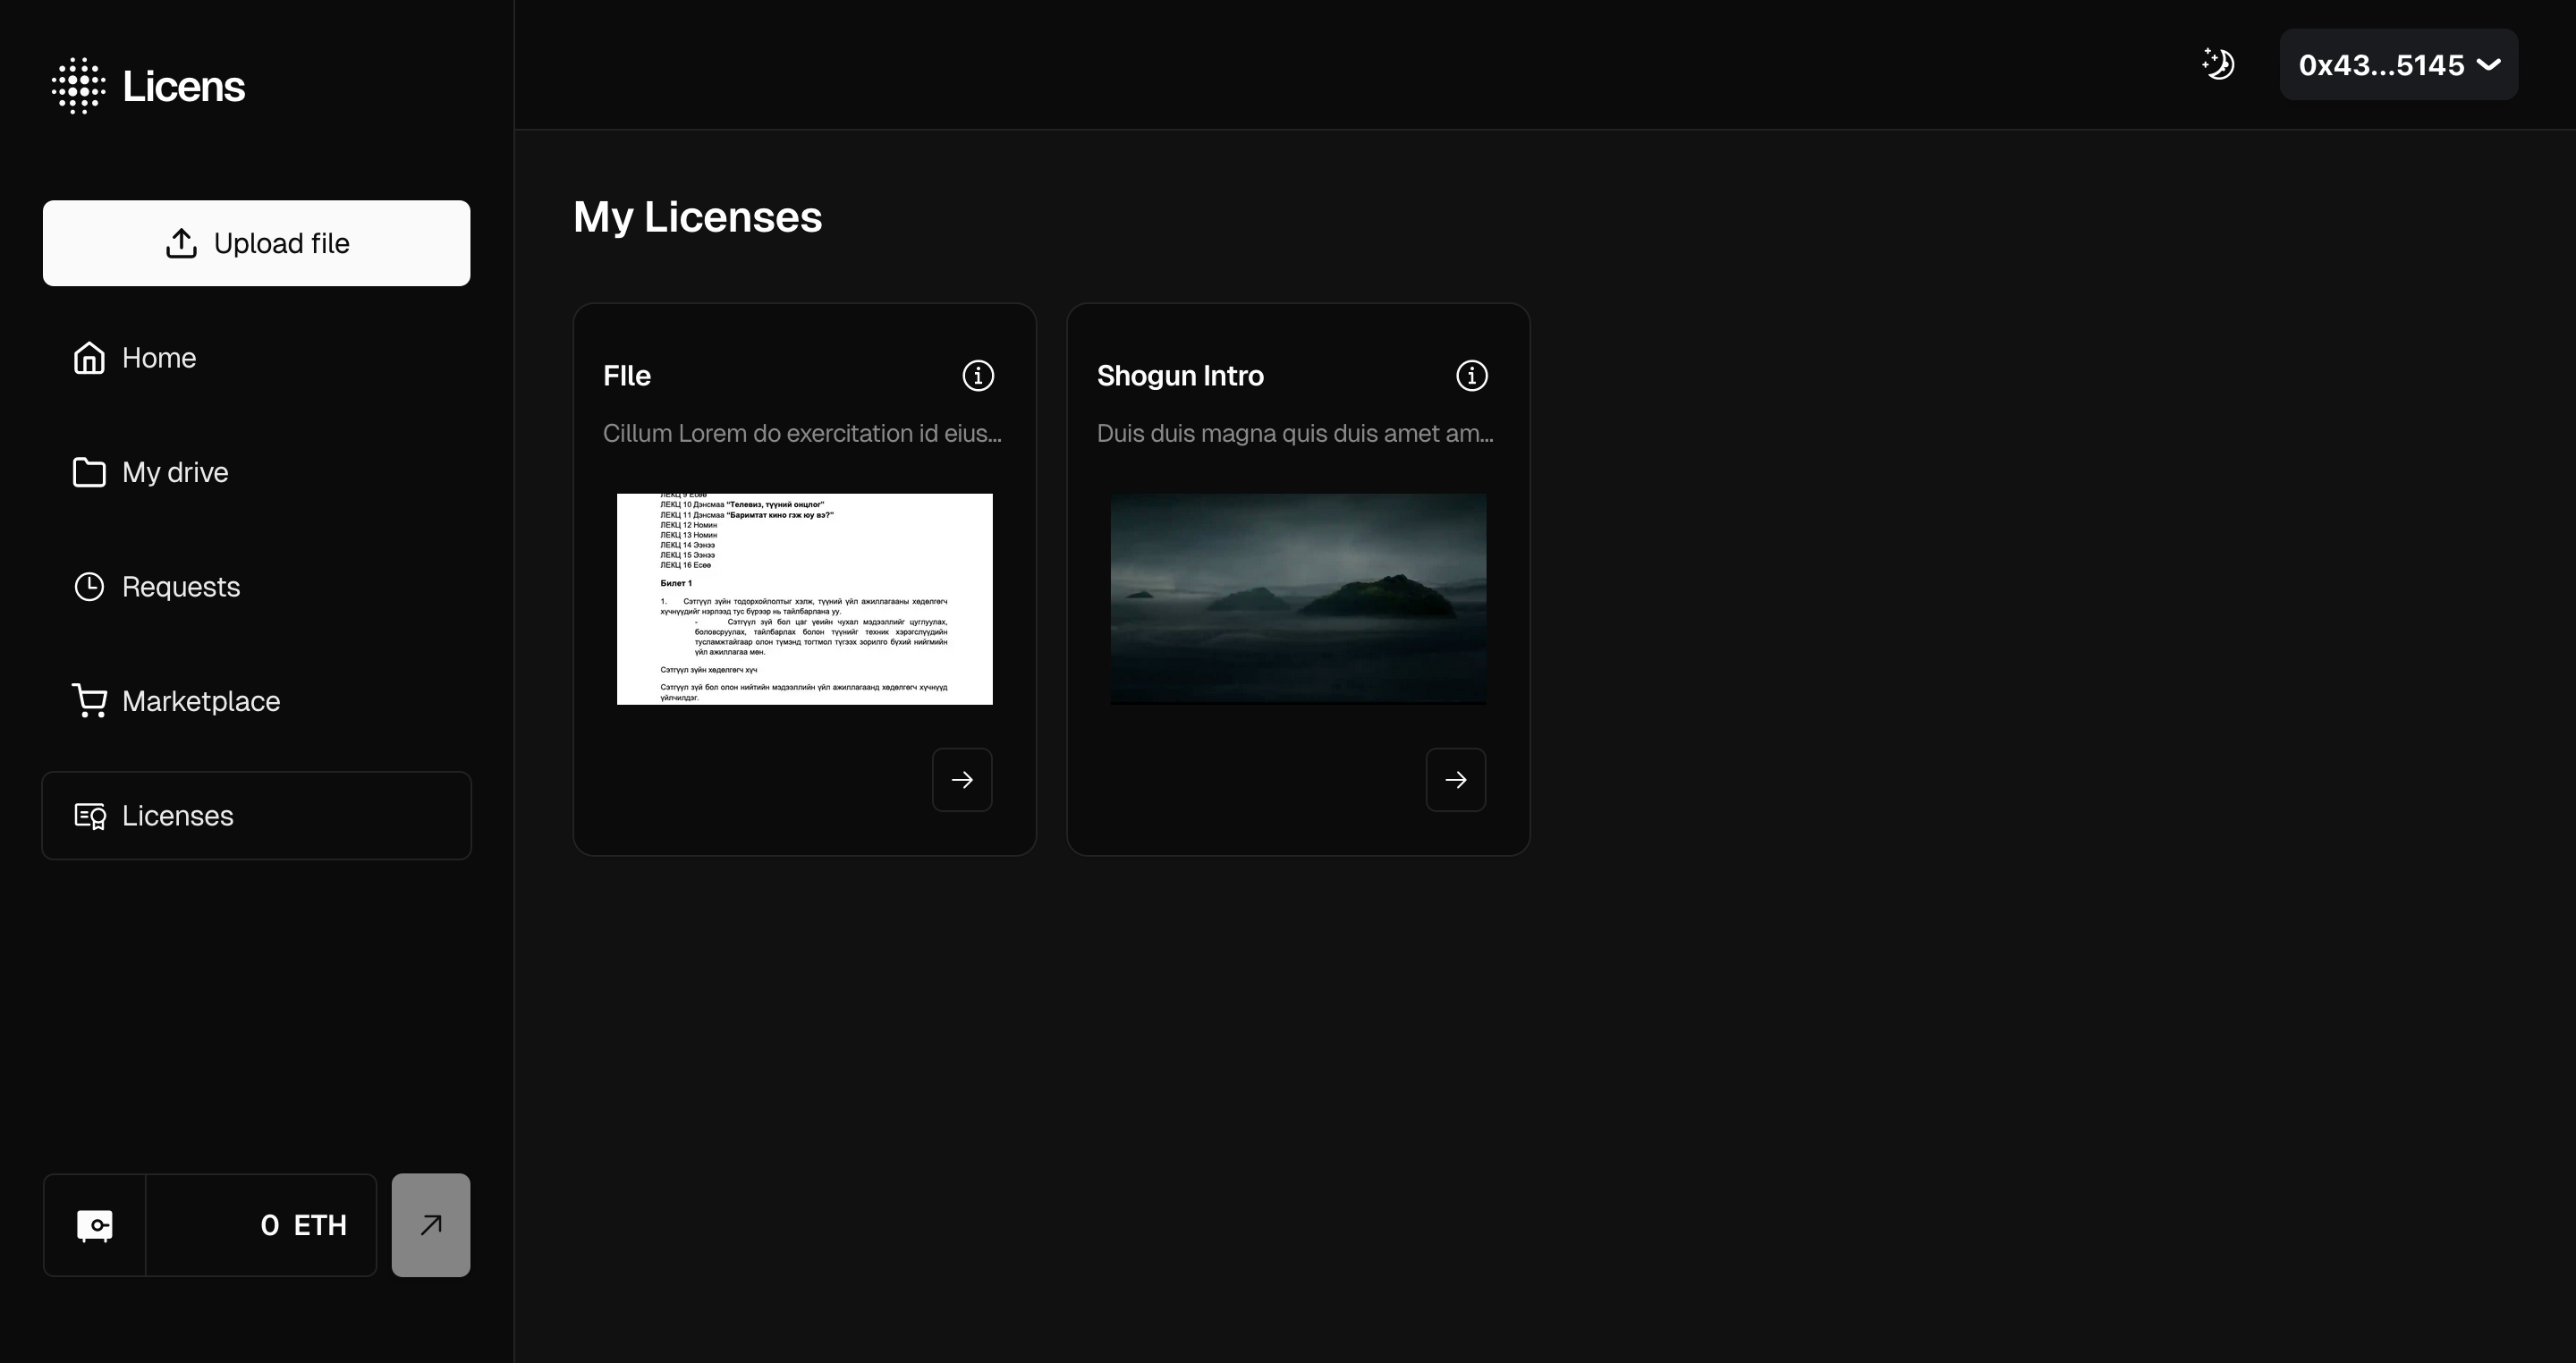 Licens
0x43...5145
Upload file
Home
My drive
Requests
Marketplace
Licenses
0 ETH
My Licenses
FIle
Cillum Lorem do exercitation id eius...
ЛЕКЦ 9 Есөө
ЛЕКЦ 10 Дэнсмаа "Телевиз, түүний онцлог"
ЛЕКЦ 11 Дэнсмаа "Баримтат кино гэж юу вэ?"
ЛЕКЦ 12 Номин
ЛЕКЦ 13 Номин
ЛЕКЦ 14 Ээнээ
ЛЕКЦ 15 Ээнээ
ЛЕКЦ 16 Есөө
Билет 1
1. Сэтгүүл зүйн тодорхойлолтыг хэлж, түүний үйл ажиллагааны хөдөлгөгч
хүчнүүдийг нэрлээд тус бүрээр нь тайлбарлана уу.
- Сэтгүүл зүй бол цаг үеийн чухал мэдээллийг цуглуулах,
боловсруулах, тайлбарлах болон түүнийг техник хэрэгслүүдийн
тусламжтайгаар олон түмэнд тогтмол түгээх зорилго бүхий нийгмийн
үйл ажиллагаа мөн.
Сэтгүүл зүйн хөдөлгөгч хүч
Сэтгүүл зүй бол олон нийтийн мэдээллийн үйл ажиллагаанд хөдөлгөгч хүчнүүд
үйлчилдэг.
Shogun Intro
Duis duis magna quis duis amet am...